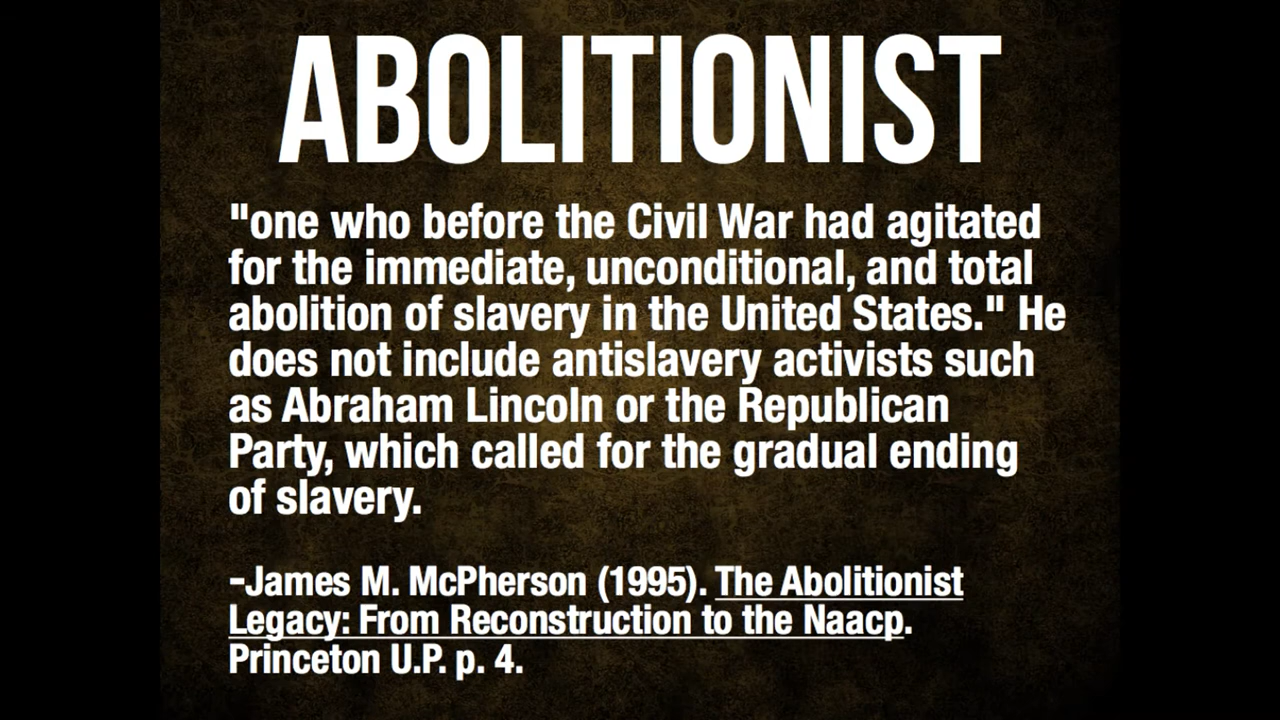 ABOLITIONIST
"one who before the Civil War had agitated
for the immediate, unconditional, and total
abolition of slavery in the United States." He
does not include antislavery activists such
as Abraham Lincoln or the Republican
Party, which called for the gradual ending
of slavery.
-James M. McPherson (1995). The Abolitionist
Legacy: From Reconstruction to the Naacp.
Princeton U.P. p. 4.